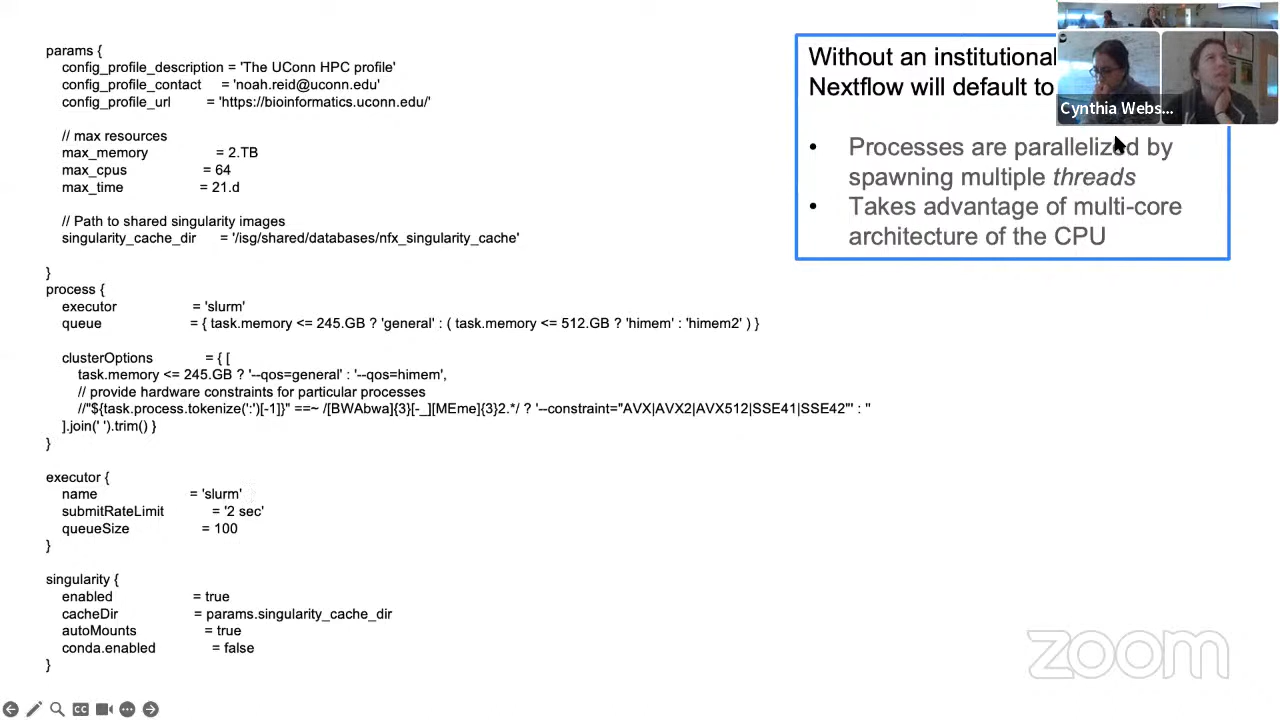 params {
config_profile_description = 'The UConn HPC profile'
config_profile_contact = 'noah.reid@uconn.edu'
config_profile_url = 'https://bioinformatics.uconn.edu/'
// max resources
max_memory = 2.TB
max_cpus = 64
max_time = 21.d
// Path to shared singularity images
singularity_cache_dir = '/isg/shared/databases/nfx_singularity_cache'
}
process {
executor = 'slurm'
queue = { task.memory <= 245.GB ? 'general' : ( task.memory <= 512.GB ? 'himem' : 'himem2' ) }
clusterOptions = { [
task.memory <= 245.GB ? '--qos=general' : '--qos=himem',
// provide hardware constraints for particular processes
//"${task.process.tokenize(':')[-1]}" ==~ /[BWAbwa]{3}[-_][MEme]{3}2.*/ ? '--constraint="AVX|AVX2|AVX512|SSE41|SSE42"' : ''
].join(' ').trim() }
}
executor {
name = 'slurm'
submitRateLimit = '2 sec'
queueSize = 100
}
singularity {
enabled = true
cacheDir = params.singularity_cache_dir
autoMounts = true
conda.enabled = false
}
Without an institutional
Nextflow will default to
• Processes are parallelized by
spawning multiple threads
• Takes advantage of multi-core
architecture of the CPU
Cynthia Webs...
zoom
CC